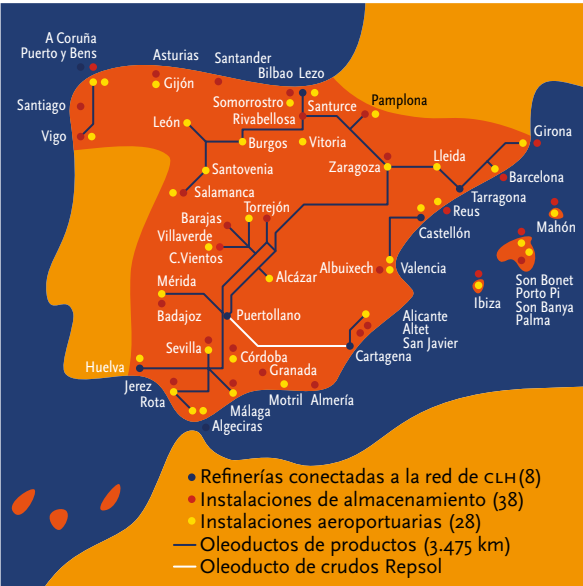 A Coruña
Puerto y Bens
Asturias
Santander
Bilbao Lezo
Gijón
Somorrostro
Santurce
Pamplona
Santiago
Rivabellosa
León
Girona
Vigo
Burgos
Vitoria
Lleida
Zaragoza
Santovenia
Barcelona
Salamanca
Tarragona
Torrejón
Reus
Barajas
Mahón
Villaverde
Castellón
C.Vientos
Albuixech
Valencia
Alcázar
Mérida
Son Bonet
Porto Pi
Son Banya
Palma
Ibiza
Badajoz
Puertollano
Alicante
Altet
San Javier
Sevilla
Cartagena
Córdoba
Huelva
Granada
Jerez
Rota
Málaga
Motril
Almería
Algeciras
Refinerías conectadas a la red de CLH (8)
Instalaciones de almacenamiento (38)
Instalaciones aeroportuarias (28)
Oleoductos de productos (3.475 km)
Oleoducto de crudos Repsol